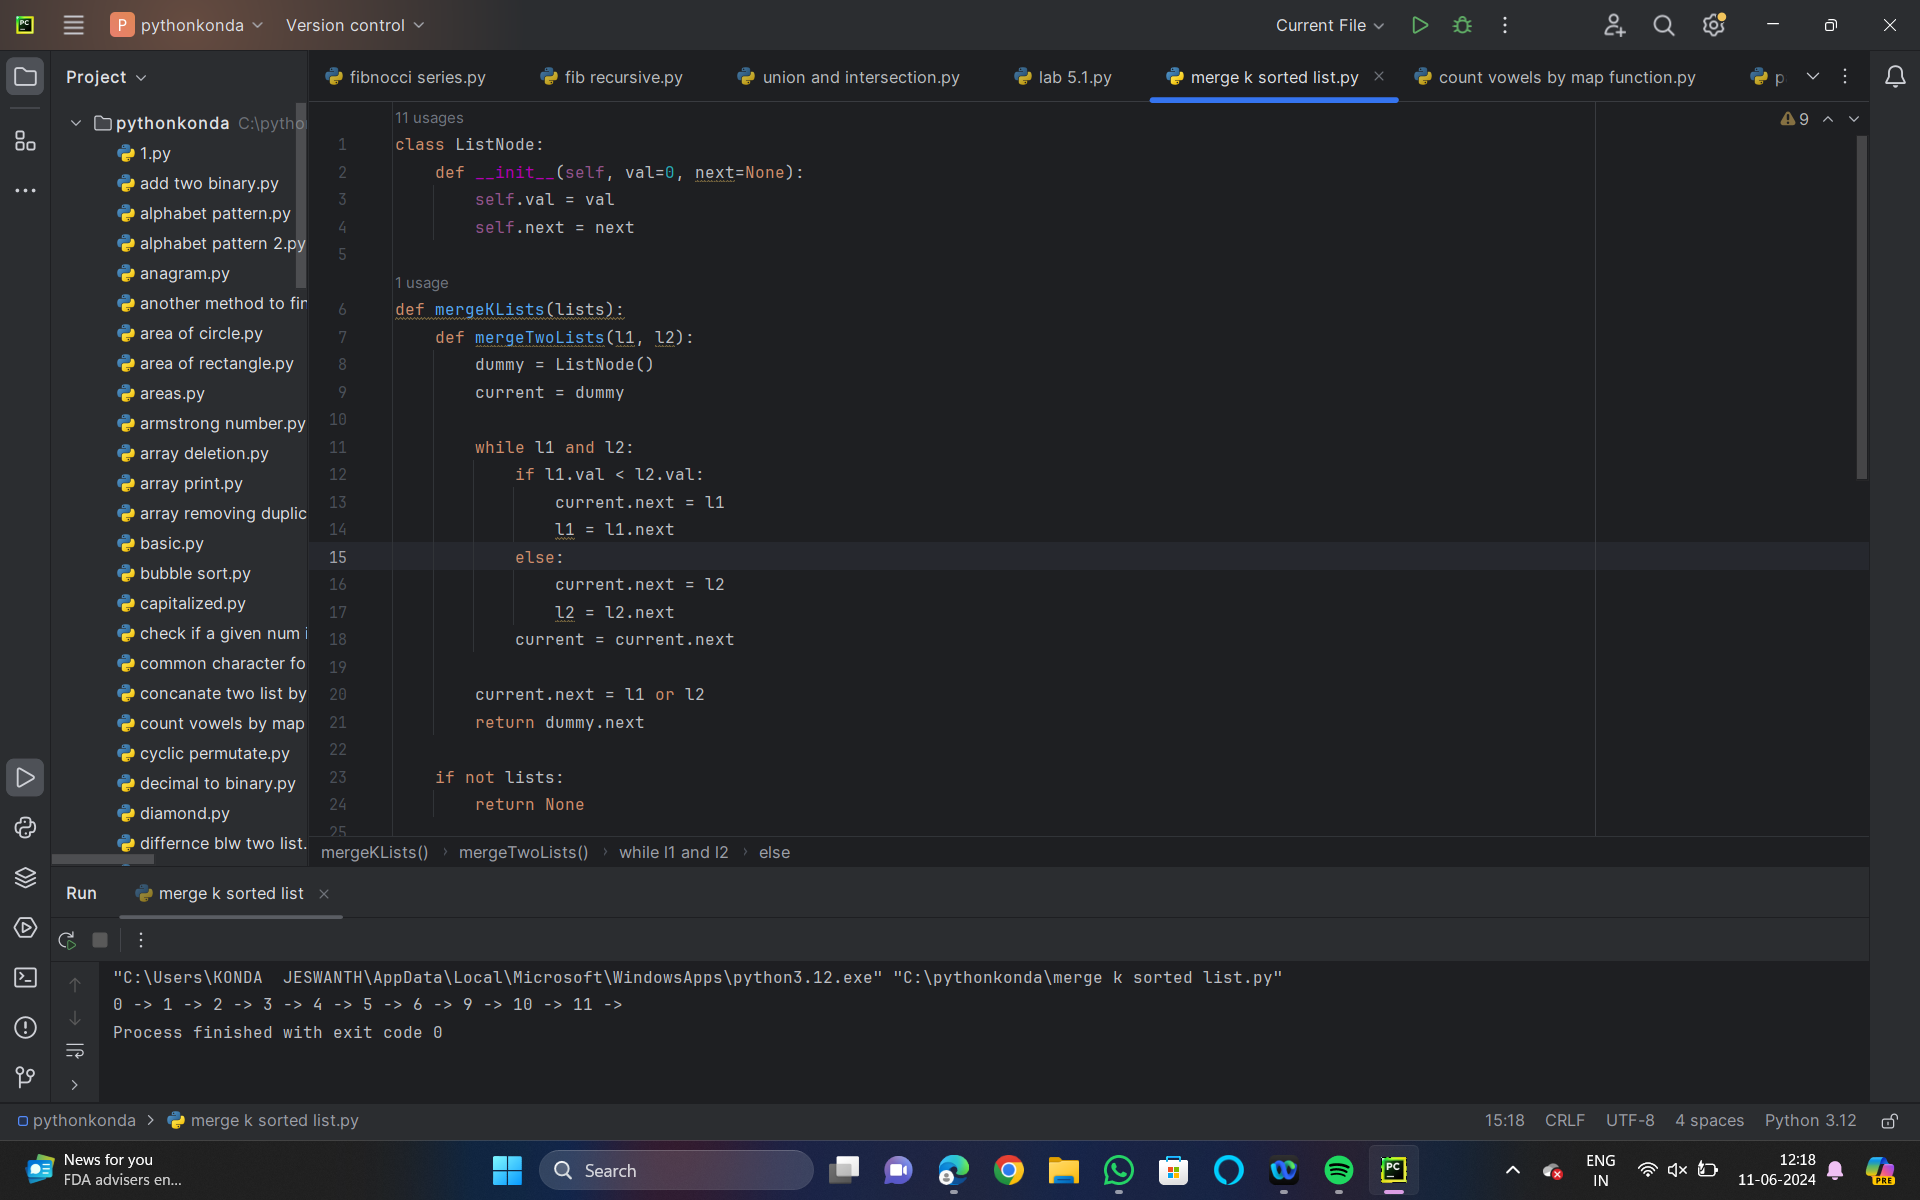 P pythonkonda Version control Current File
Project
fibnocci series.py fib recursive.py union and intersection.py lab 5.1.py merge k sorted list.py count vowels by map function.py
pythonkonda C:\pytho
1.py
add two binary.py
alphabet pattern.py
alphabet pattern 2.py
anagram.py
another method to fin
area of circle.py
area of rectangle.py
areas.py
armstrong number.py
array deletion.py
array print.py
array removing duplic
basic.py
bubble sort.py
capitalized.py
check if a given num i
common character fo
concanate two list by
count vowels by map
cyclic permutate.py
decimal to binary.py
diamond.py
differnce blw two list.
11 usages
9
1 class ListNode:
2 def __init__(self, val=0, next=None):
3 self.val = val
4 self.next = next
5
1 usage
6 def mergeKLists(lists):
7 def mergeTwoLists(l1, l2):
8 dummy = ListNode()
9 current = dummy
10
11 while l1 and l2:
12 if l1.val < l2.val:
13 current.next = l1
14 l1 = l1.next
15 else:
16 current.next = l2
17 l2 = l2.next
18 current = current.next
19
20 current.next = l1 or l2
21 return dummy.next
22
23 if not lists:
24 return None
25
mergeKLists() › mergeTwoLists() › while l1 and l2 › else
Run merge k sorted list
"C:\Users\KONDA  JESWANTH\AppData\Local\Microsoft\WindowsApps\python3.12.exe" "C:\pythonkonda\merge k sorted list.py"
0 -> 1 -> 2 -> 3 -> 4 -> 5 -> 6 -> 9 -> 10 -> 11 ->
Process finished with exit code 0
pythonkonda > merge k sorted list.py 15:18 CRLF UTF-8 4 spaces Python 3.12
News for you
FDA advisers en...
Search
ENG
IN
12:18
11-06-2024